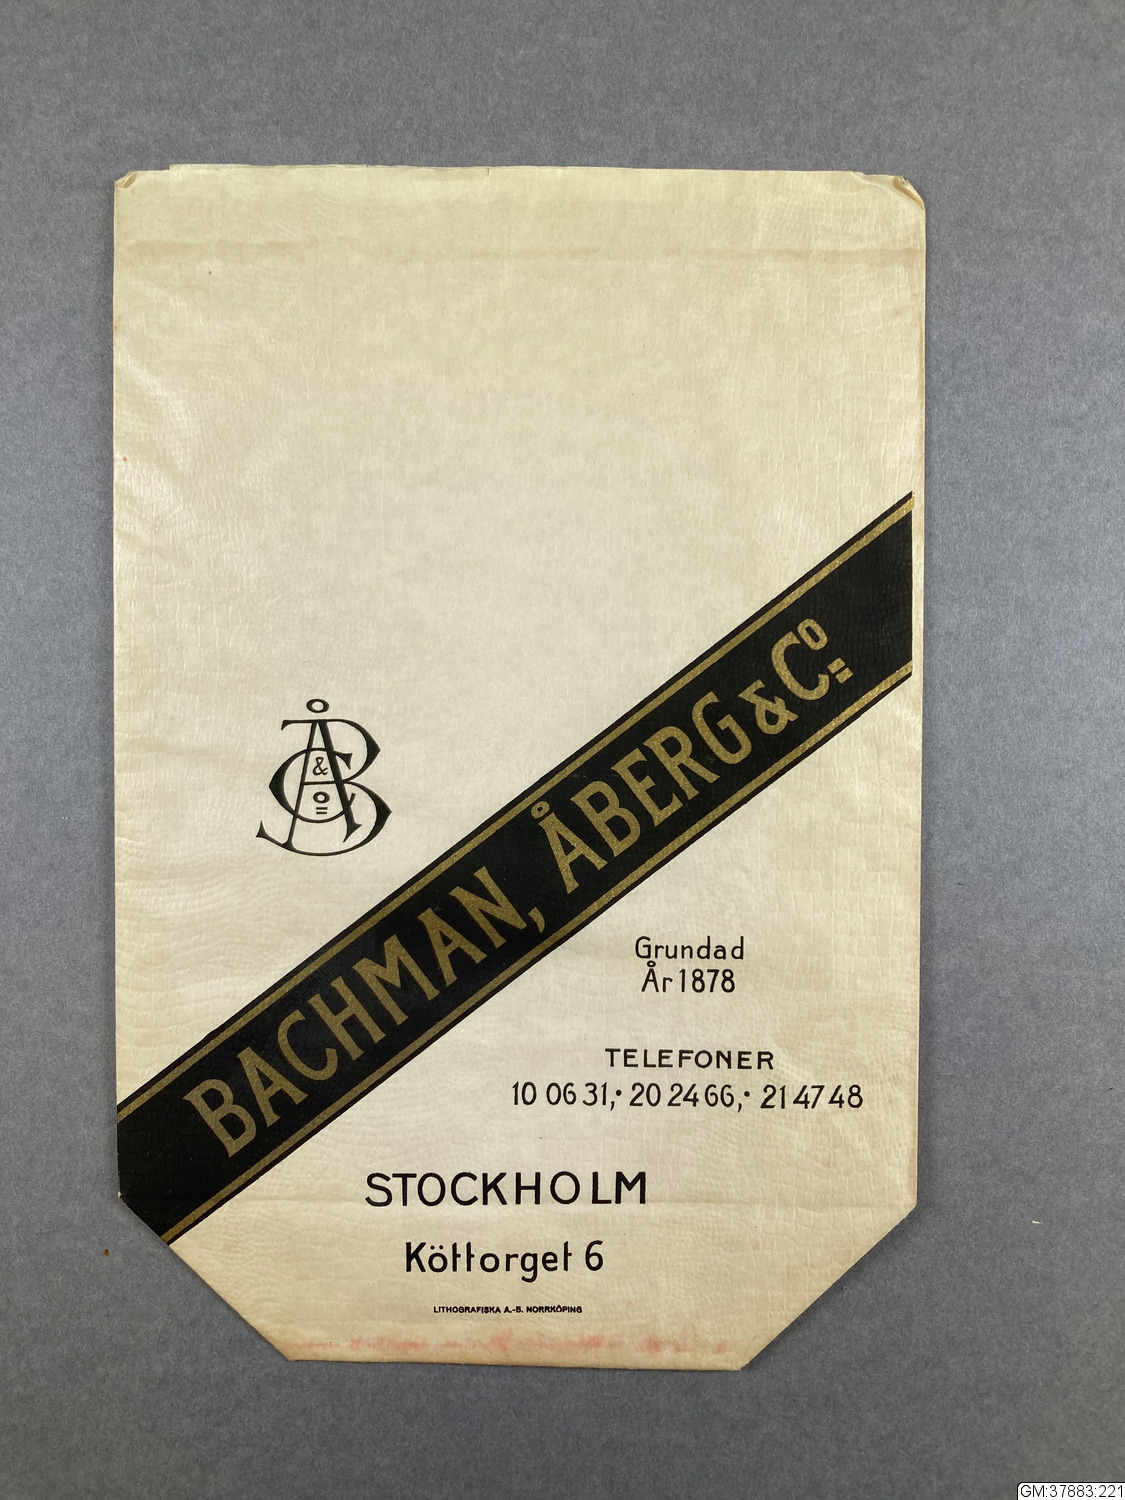 BACHMAN, ÅBERG & Cº
Å B & Cº
Grundad
År 1878
TELEFONER
10 06 31,· 20 24 66,· 21 47 48
STOCKHOLM
Köttorget 6
LITHOGRAFISKA A.-B. NORRKÖPING
GM:37883:221